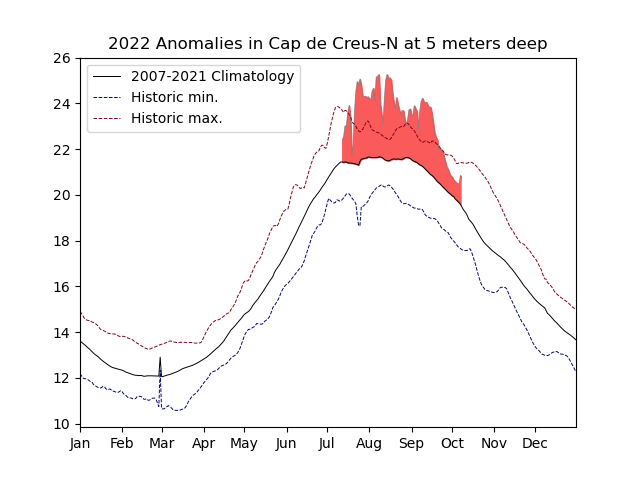 2022 Anomalies in Cap de Creus-N at 5 meters deep
26
24
22
20
18
16
14
12
10
2007-2021 Climatology
Historic min.
Historic max.
Jan Feb Mar Apr May Jun Jul Aug Sep Oct Nov Dec